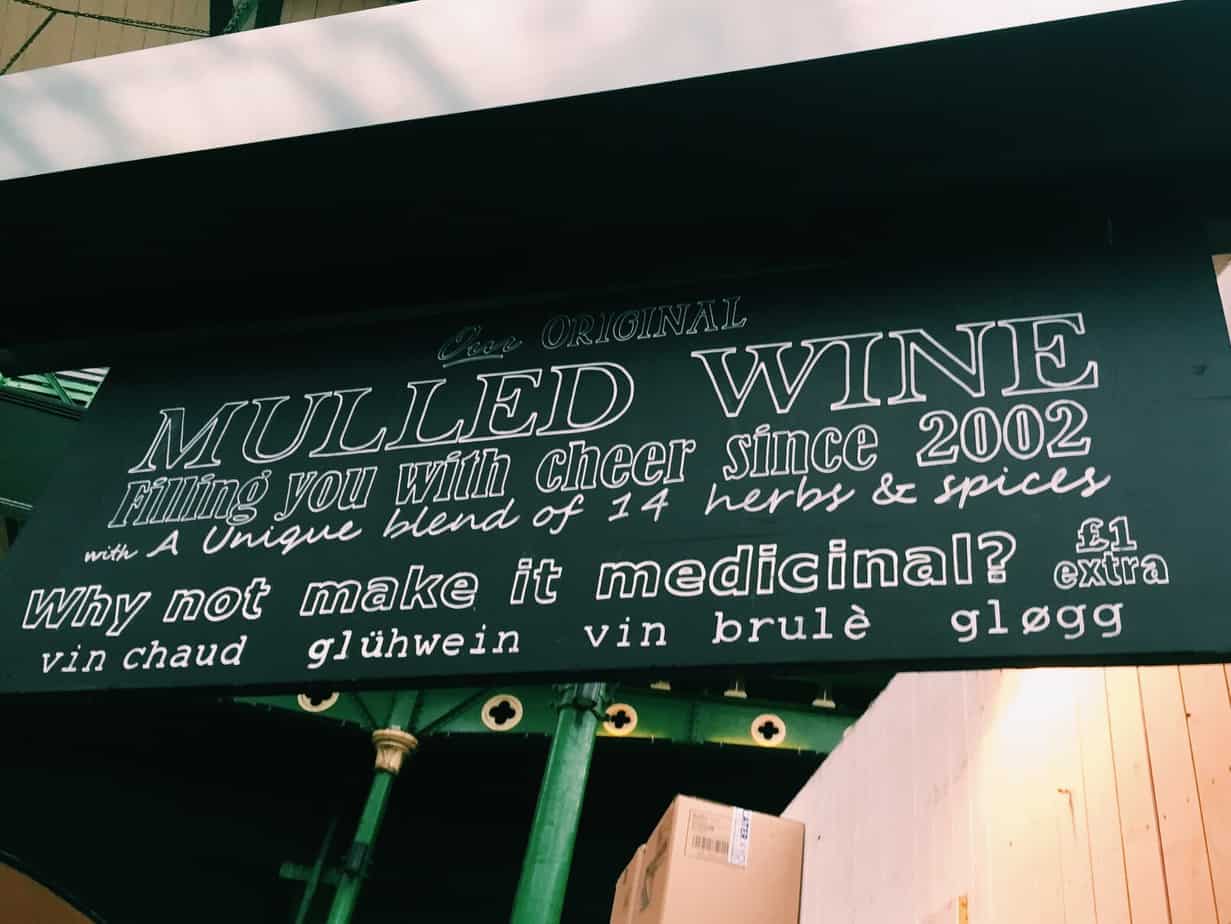 Our ORIGINAL
MULLED WINE
Filling you with cheer since 2002
with A Unique blend of 14 herbs & spices
Why not make it medicinal? £1 extra
vin chaud glühwein vin brulè gløgg